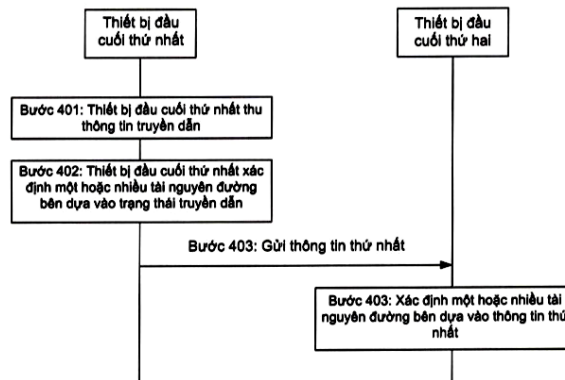 Thiết bị đầu
cuối thứ nhất
Thiết bị đầu
cuối thứ hai
Bước 401: Thiết bị đầu cuối thứ nhất thu
thông tin truyền dẫn
Bước 402: Thiết bị đầu cuối thứ nhất xác
định một hoặc nhiều tài nguyên đường
bên dựa vào trạng thái truyền dẫn
Bước 403: Gửi thông tin thứ nhất
Bước 403: Xác định một hoặc nhiều tài
nguyên đường bên dựa vào thông tin thứ
nhất